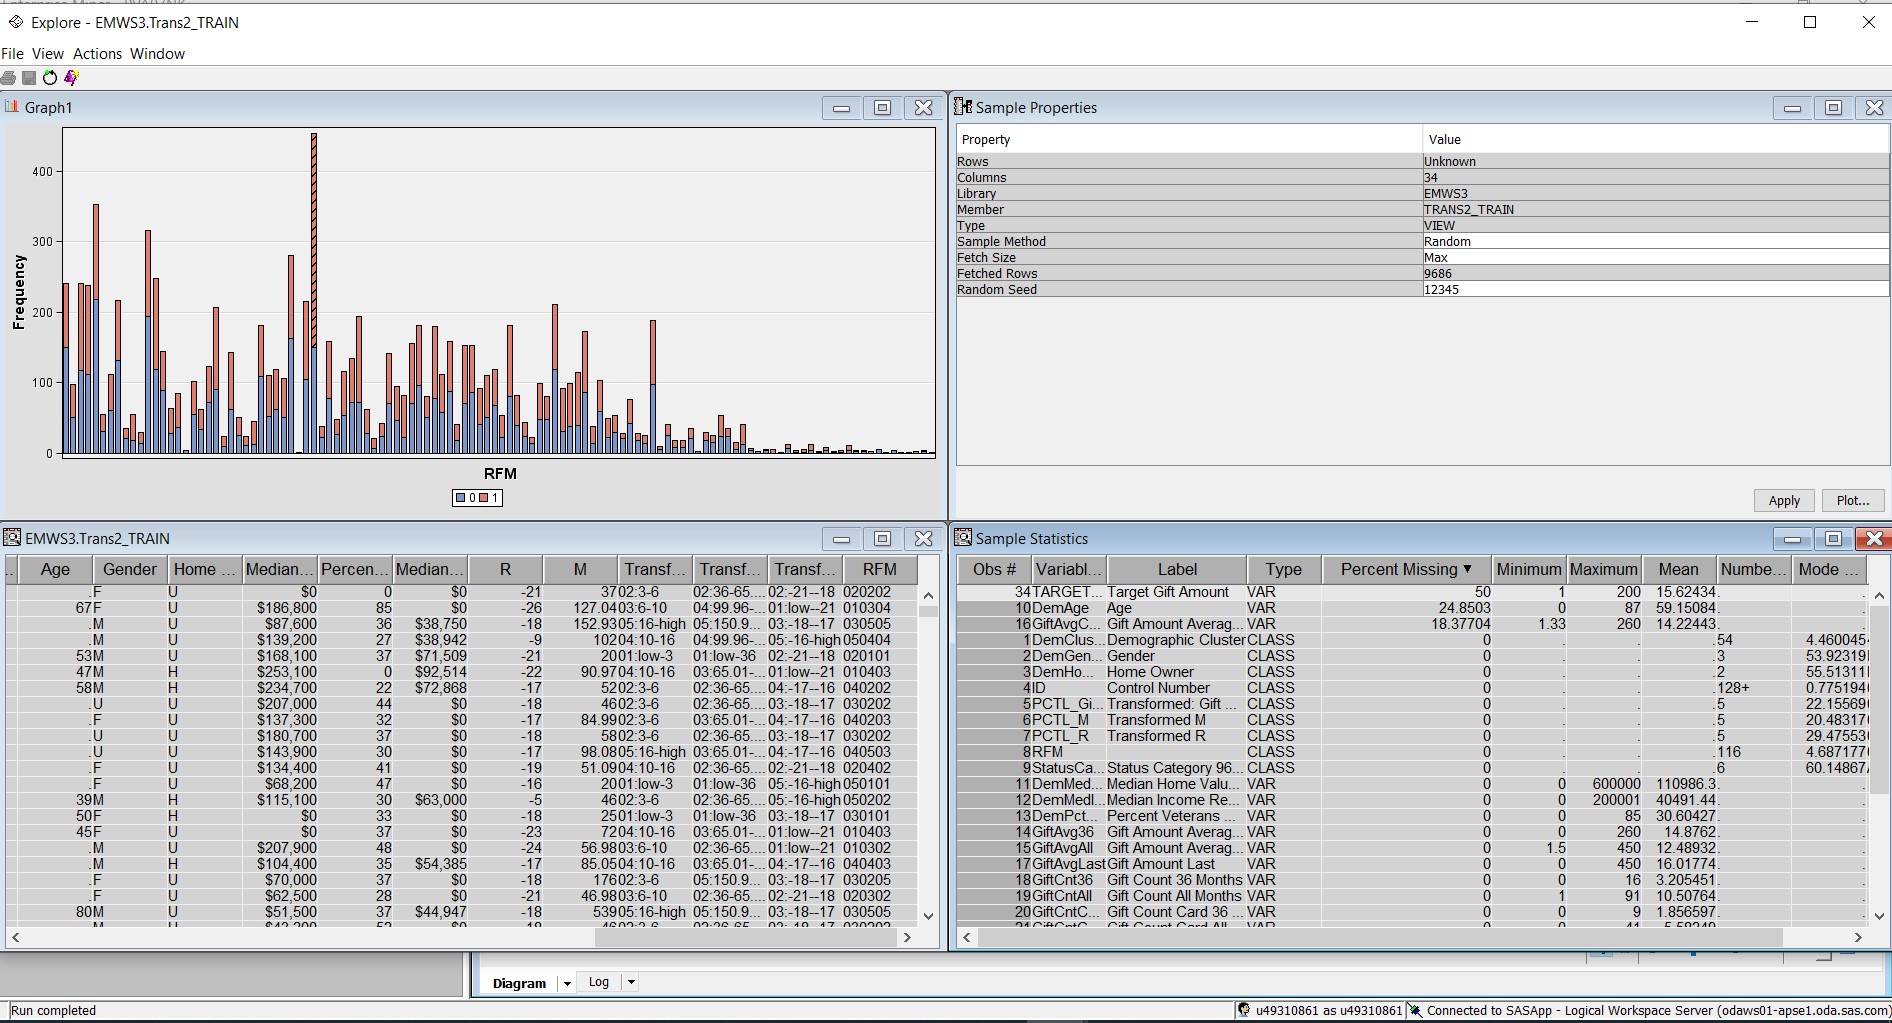 Explore - EMWS3.Trans2_TRAIN
File View Actions Window
Graph1
400
300
200
100
0
Frequency
RFM
0 1
Sample Properties
Property Value
Rows Unknown
Columns 34
Library EMWS3
Member TRANS2_TRAIN
Type VIEW
Sample Method Random
Fetch Size Max
Fetched Rows 9686
Random Seed 12345
Apply Plot...
EMWS3.Trans2_TRAIN
... Age Gender Home ... Median... Percen... Median... R M Transf... Transf... Transf... RFM
. F U $0 0 $0 -21 37 02:3-6 02:36-65.... 02:-21--18 020202
67 F U $186,800 85 $0 -26 127.04 03:6-10 04:99.96-... 01:low--21 010304
. M U $87,600 36 $38,750 -18 152.93 05:16-high 05:150.9... 03:-18--17 030505
. M U $139,200 27 $38,942 -9 102 04:10-16 04:99.96-... 05:-16-high 050404
53 M U $168,100 37 $71,509 -21 20 01:low-3 01:low-36 02:-21--18 020101
47 M H $253,100 0 $92,514 -22 90.97 04:10-16 03:65.01-... 01:low--21 010403
58 M H $234,700 22 $72,868 -17 52 02:3-6 02:36-65.... 04:-17--16 040202
. U U $207,000 44 $0 -18 46 02:3-6 02:36-65.... 03:-18--17 030202
. F U $137,300 32 $0 -17 84.99 02:3-6 03:65.01-... 04:-17--16 040203
. U U $180,700 37 $0 -18 58 02:3-6 02:36-65.... 03:-18--17 030202
. U U $143,900 30 $0 -17 98.08 05:16-high 03:65.01-... 04:-17--16 040503
. F U $134,400 41 $0 -19 51.09 04:10-16 02:36-65.... 02:-21--18 020402
. F U $68,200 47 $0 -16 20 01:low-3 01:low-36 05:-16-high 050101
39 M H $115,100 30 $63,000 -5 46 02:3-6 02:36-65.... 05:-16-high 050202
50 F H $0 33 $0 -18 25 01:low-3 01:low-36 03:-18--17 030101
45 F U $0 37 $0 -23 72 04:10-16 03:65.01-... 01:low--21 010403
. M U $207,900 48 $0 -24 56.98 03:6-10 02:36-65.... 01:low--21 010302
. M H $104,400 35 $54,385 -17 85.05 04:10-16 03:65.01-... 04:-17--16 040403
. F U $70,000 37 $0 -18 176 02:3-6 05:150.9... 03:-18--17 030205
. F U $62,500 28 $0 -21 46.98 03:6-10 02:36-65.... 02:-21--18 020302
80 M U $51,500 37 $44,947 -18 539 05:16-high 05:150.9... 03:-18--17 030505
Sample Statistics
Obs # Variabl... Label Type Percent Missing Minimum Maximum Mean Numbe... Mode ...
34 TARGET... Target Gift Amount VAR 50 1 200 15.62434. .
10 DemAge Age VAR 24.8503 0 87 59.15084. .
16 GiftAvgC... Gift Amount Averag... VAR 18.37704 1.33 260 14.22443. .
1 DemClus... Demographic Cluster CLASS 0 . . . 54 4.460045
2 DemGen... Gender CLASS 0 . . . 3 53.92319
3 DemHo... Home Owner CLASS 0 . . . 2 55.51311
4 ID Control Number CLASS 0 . . . 128+ 0.775194
5 PCTL_Gi... Transformed: Gift ... CLASS 0 . . . 5 22.15569
6 PCTL_M Transformed M CLASS 0 . . . 5 20.48317
7 PCTL_R Transformed R CLASS 0 . . . 5 29.47553
8 RFM CLASS 0 . . . 116 4.687177
9 StatusCa... Status Category 96... CLASS 0 . . . 6 60.14867
11 DemMed... Median Home Valu... VAR 0 0 600000 110986.3. .
12 DemMedI... Median Income Re... VAR 0 0 200001 40491.44. .
13 DemPct... Percent Veterans ... VAR 0 0 85 30.60427. .
14 GiftAvg36 Gift Amount Averag... VAR 0 0 260 14.8762. .
15 GiftAvgAll Gift Amount Averag... VAR 0 1.5 450 12.48932. .
17 GiftAvgLast Gift Amount Last VAR 0 0 450 16.01774. .
18 GiftCnt36 Gift Count 36 Months VAR 0 0 16 3.205451. .
19 GiftCntAll Gift Count All Months VAR 0 1 91 10.50764. .
20 GiftCntC... Gift Count Card 36 ... VAR 0 0 9 1.856597. .
Diagram Log
Run completed
u49310861 as u49310861 Connected to SASApp - Logical Workspace Server (odaws01-apse1.oda.sas.com)